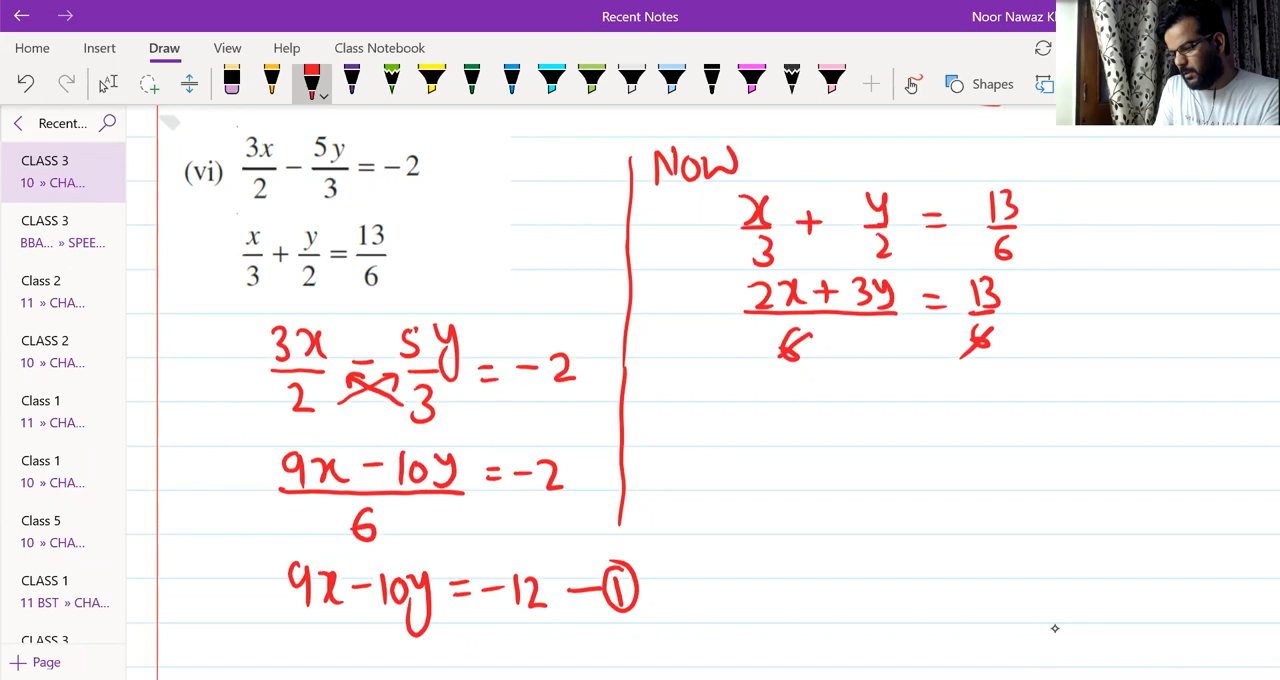 Recent Notes
Noor Nawaz Kh
Home Insert Draw View Help Class Notebook
Shapes
Recent...
CLASS 3
10 » CHA...
CLASS 3
BBA... » SPEE...
Class 2
11 » CHA...
CLASS 2
10 » CHA...
Class 1
11 » CHA...
Class 1
10 » CHA...
Class 5
10 » CHA...
CLASS 1
11 BST » CHA...
CLASS 3
Page
(vi) 3x/2 − 5y/3 = −2
x/3 + y/2 = 13/6
3x/2 − 5y/3 = −2
9x − 10y/6 = −2
9x − 10y = −12 − ①
Now
x/3 + y/2 = 13/6
2x + 3y/6 = 13/6